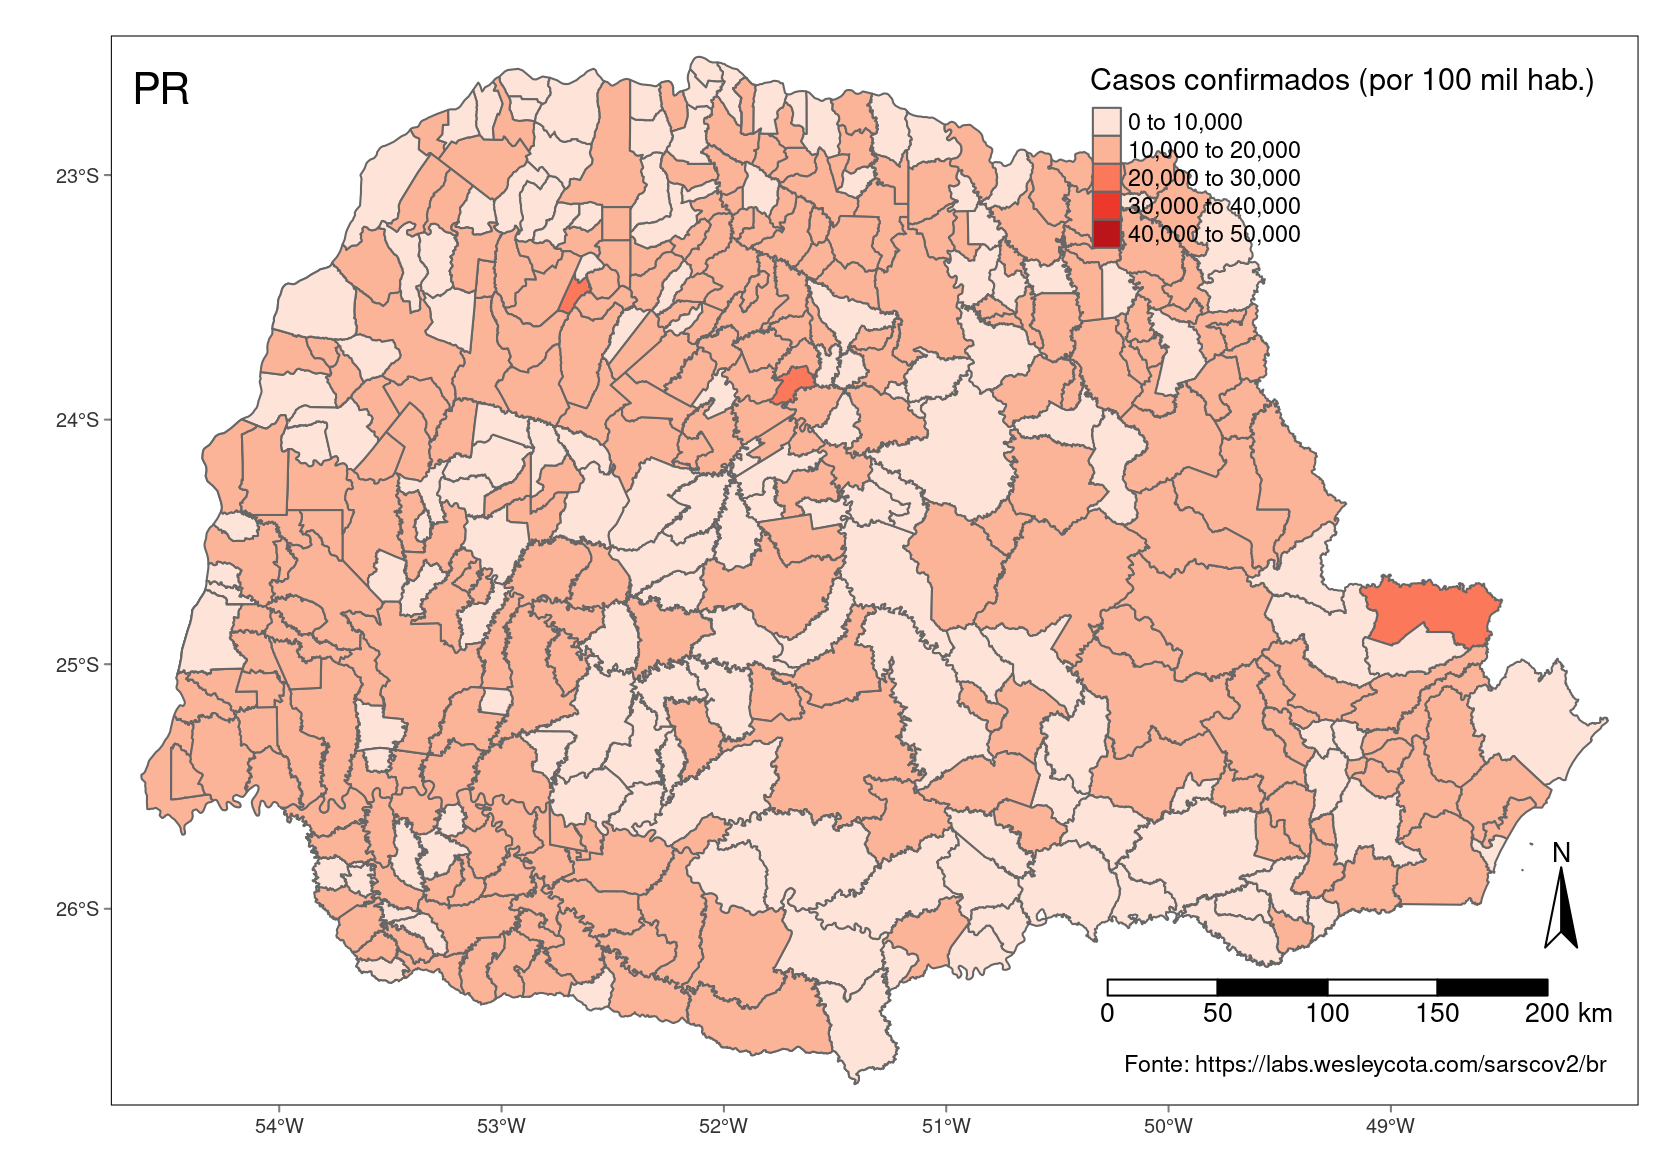 PR
Casos confirmados (por 100 mil hab.)
0 to 10,000
10,000 to 20,000
20,000 to 30,000
30,000 to 40,000
40,000 to 50,000
23°S
24°S
25°S
26°S
N
0 50 100 150 200 km
Fonte: https://labs.wesleycota.com/sarscov2/br
54°W 53°W 52°W 51°W 50°W 49°W